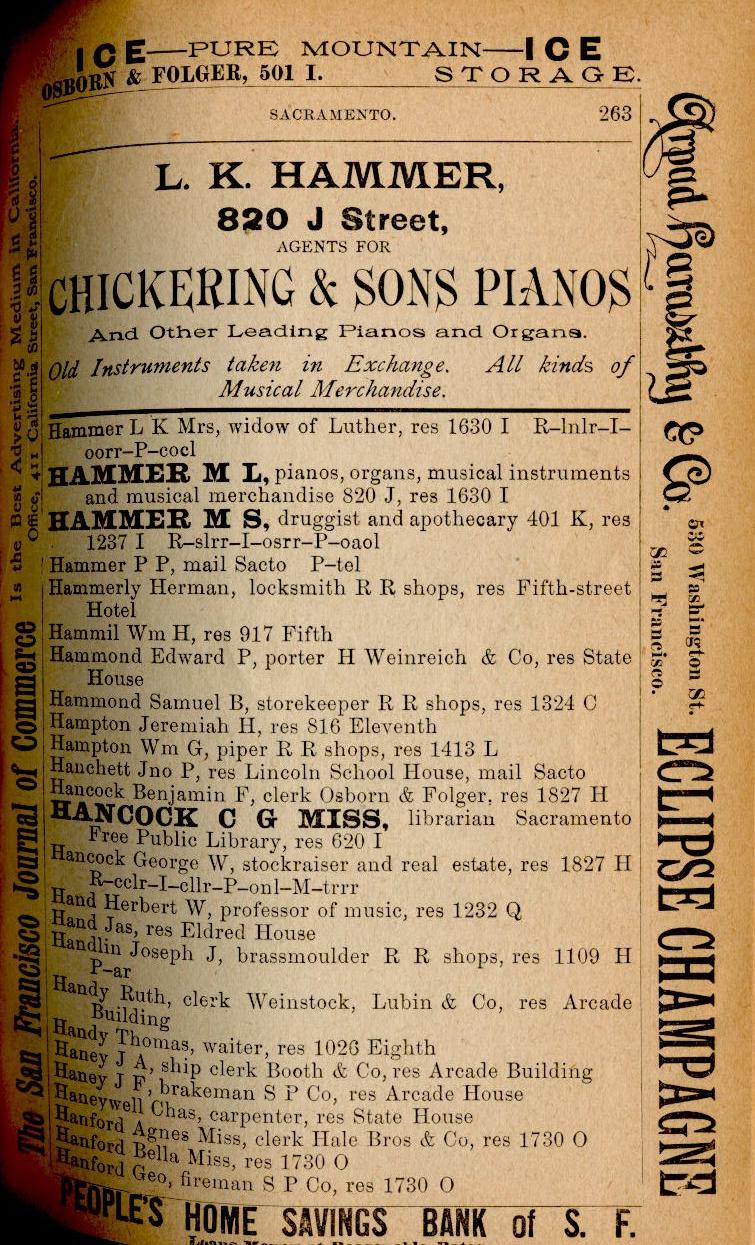 ICE—PURE MOUNTAIN—ICE
OSBORN & FOLGER, 501 I. STORAGE.
SACRAMENTO. 263
L. K. HAMMER,
820 J Street,
AGENTS FOR
CHICKERING & SONS PIANOS
And Other Leading Pianos and Organs.
Old Instruments taken in Exchange. All kinds of
Musical Merchandise.
Hammer L K Mrs, widow of Luther, res 1630 I R–lnlr–I–
oorr–P–cocl
HAMMER M L, pianos, organs, musical instruments
and musical merchandise 820 J, res 1630 I
HAMMER M S, druggist and apothecary 401 K, res
1237 I R–slrr–I–osrr–P–oaol
Hammer P P, mail Sacto P–tel
Hammerly Herman, locksmith R R shops, res Fifth-street
Hotel
Hammil Wm H, res 917 Fifth
Hammond Edward P, porter H Weinreich & Co, res State
House
Hammond Samuel B, storekeeper R R shops, res 1324 C
Hampton Jeremiah H, res 816 Eleventh
Hampton Wm G, piper R R shops, res 1413 L
Hanchett Jno P, res Lincoln School House, mail Sacto
Hancock Benjamin F, clerk Osborn & Folger, res 1827 H
HANCOCK C G MISS, librarian Sacramento
Free Public Library, res 620 I
Hancock George W, stockraiser and real estate, res 1827 H
R–cclr–I–cllr–P–onl–M–trrr
Hand Herbert W, professor of music, res 1232 Q
Hand Jas, res Eldred House
Handlin Joseph J, brassmoulder R R shops, res 1109 H
P–ar
Handy Ruth, clerk Weinstock, Lubin & Co, res Arcade
Building
Handy Thomas, waiter, res 1026 Eighth
Haney J A, ship clerk Booth & Co, res Arcade Building
Haney J F, brakeman S P Co, res Arcade House
Haneywell Chas, carpenter, res State House
Hanford Agnes Miss, clerk Hale Bros & Co, res 1730 O
Hanford Bella Miss, res 1730 O
Hanford Geo, fireman S P Co, res 1730 O
PEOPLE'S HOME SAVINGS BANK of S. F.
The San Francisco Journal of Commerce Is the Best Advertising Medium in California.
Office, 411 California Street, San Francisco.
Arpad Haraszthy & Co. 530 Washington St.
San Francisco.
ECLIPSE CHAMPAGNE